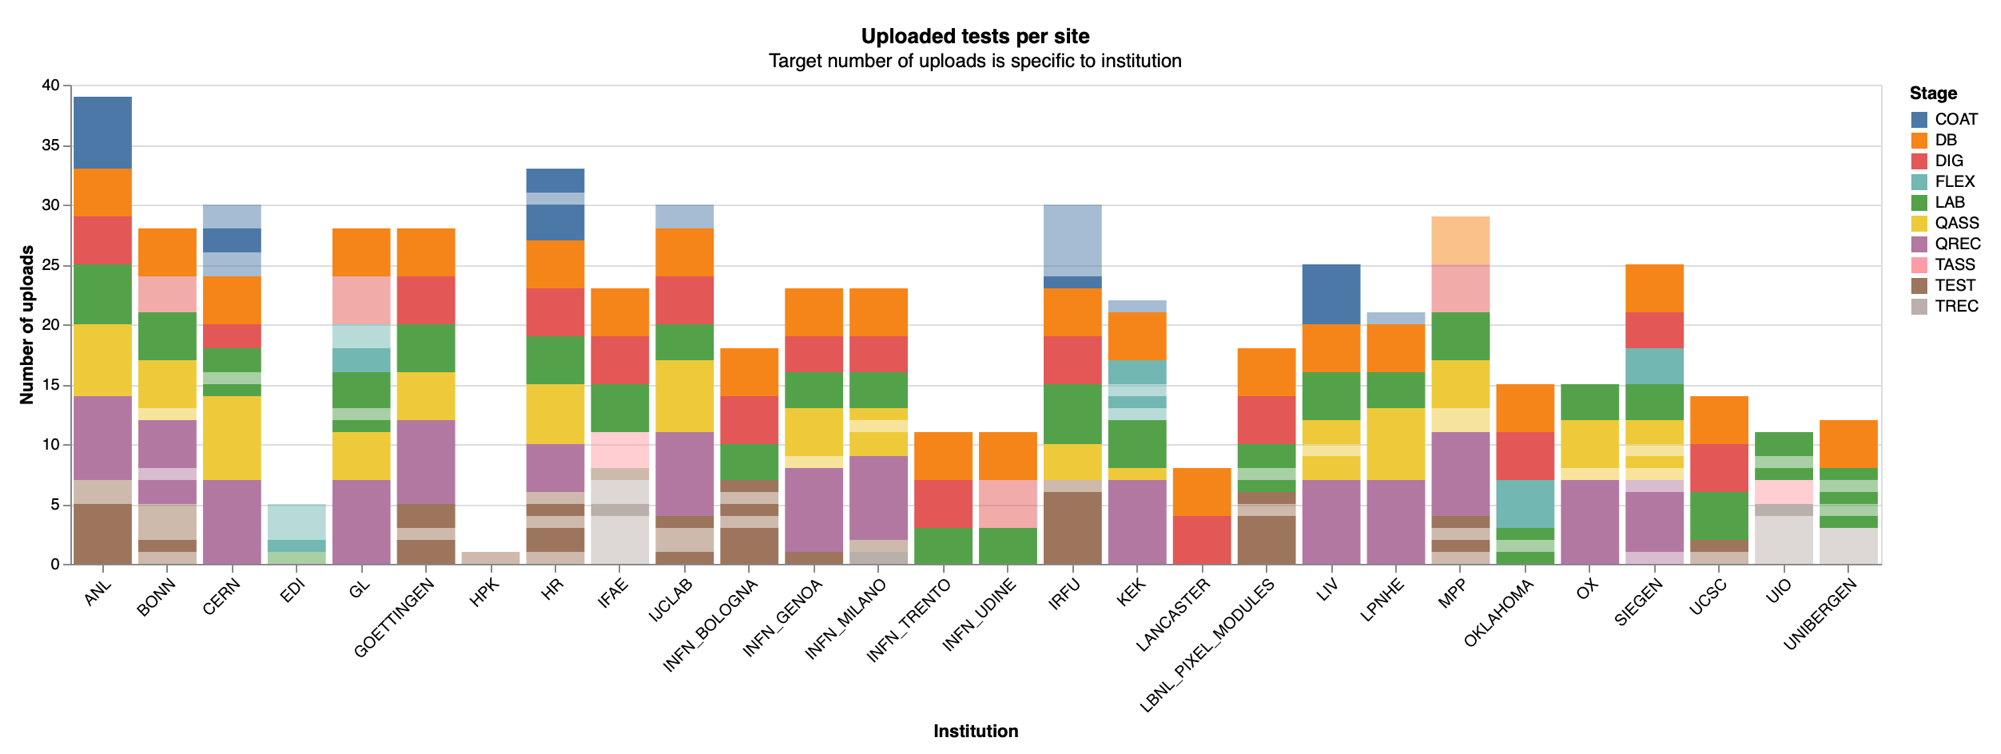 Uploaded tests per site
Target number of uploads is specific to institution
Number of uploads
40
35
30
25
20
15
10
5
0
ANL
BONN
CERN
EDI
GL
GOETTINGEN
HPK
HR
IFAE
IJCLAB
INFN_BOLOGNA
INFN_GENOA
INFN_MILANO
INFN_TRENTO
INFN_UDINE
IRFU
KEK
LANCASTER
LBNL_PIXEL_MODULES
LIV
LPNHE
MPP
OKLAHOMA
OX
SIEGEN
UCSC
UIO
UNIBERGEN
Institution
Stage
COAT
DB
DIG
FLEX
LAB
QASS
QREC
TASS
TEST
TREC